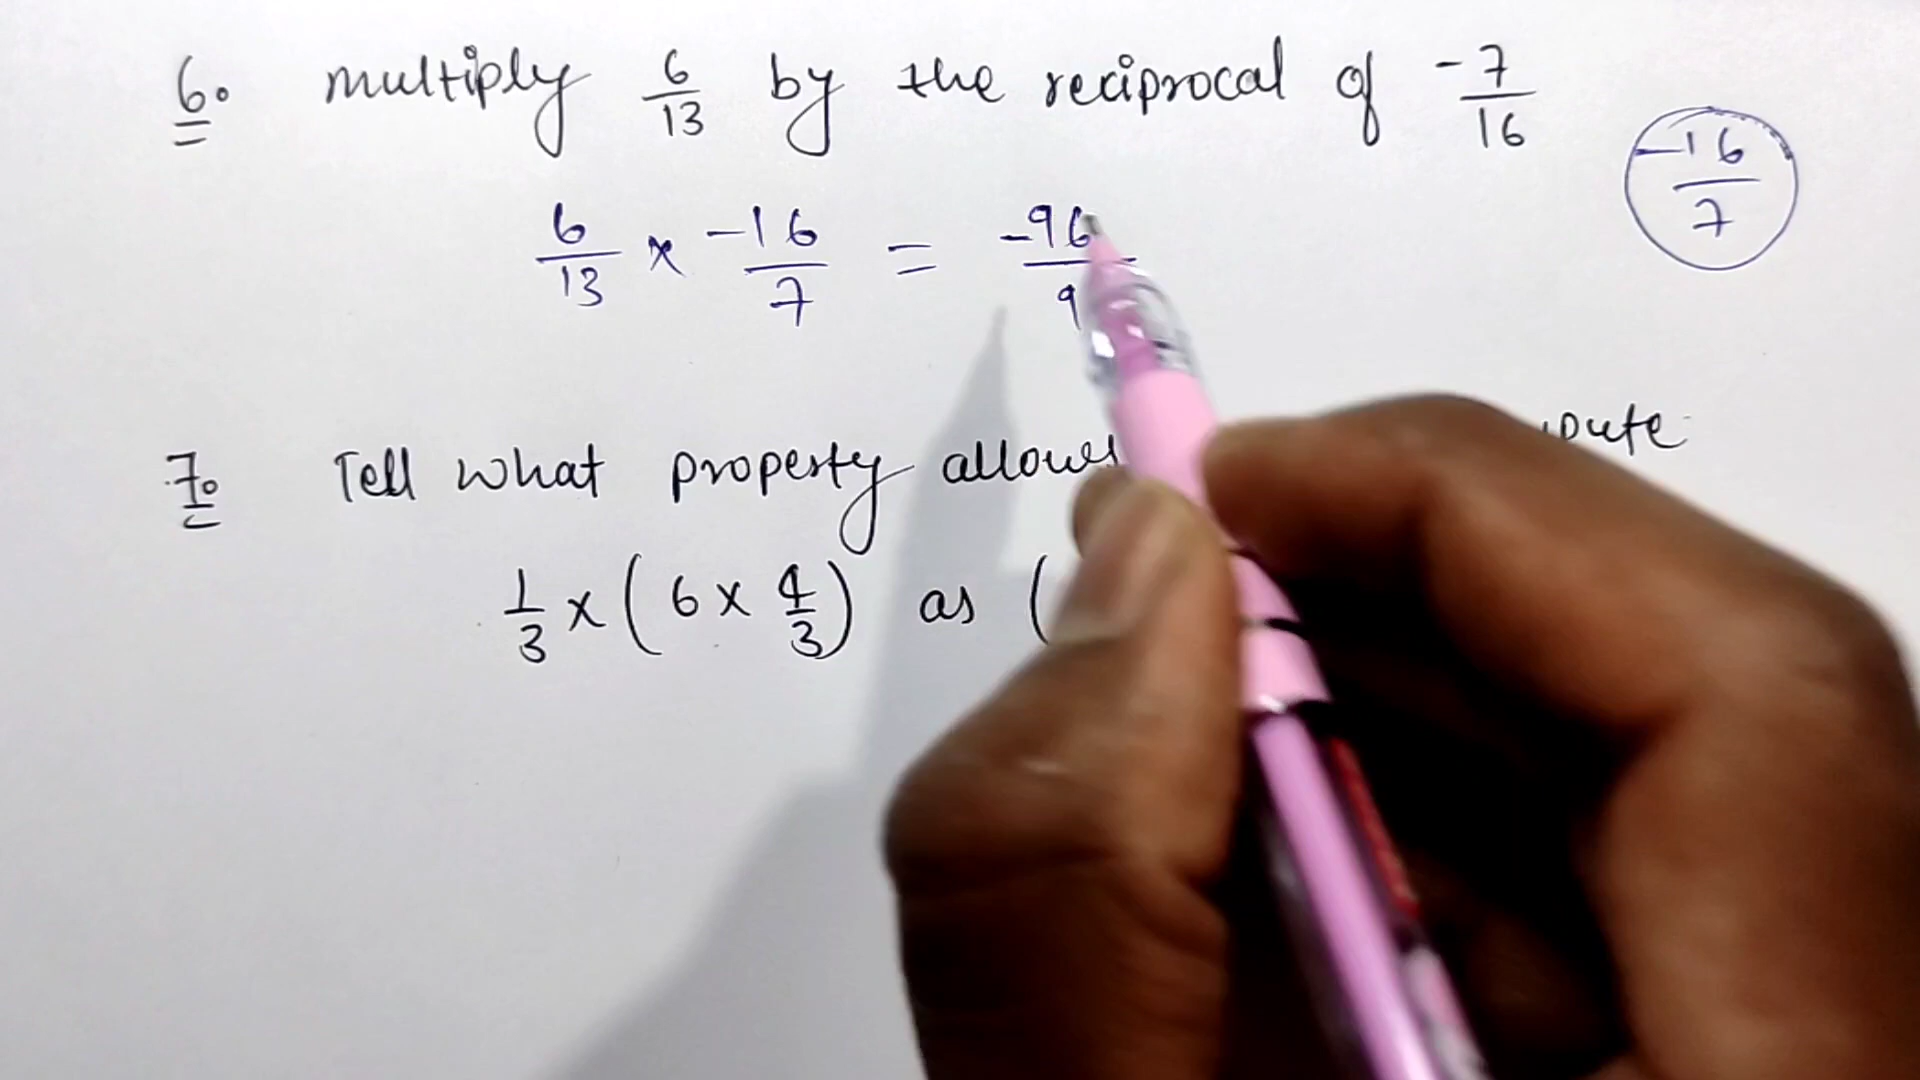 6. multiply 6/13 by the reciprocal of -7/16
-16/7
6/13 x -16/7 = -96/9
7. Tell what property allows
1/3 x (6 x 4/3) as (